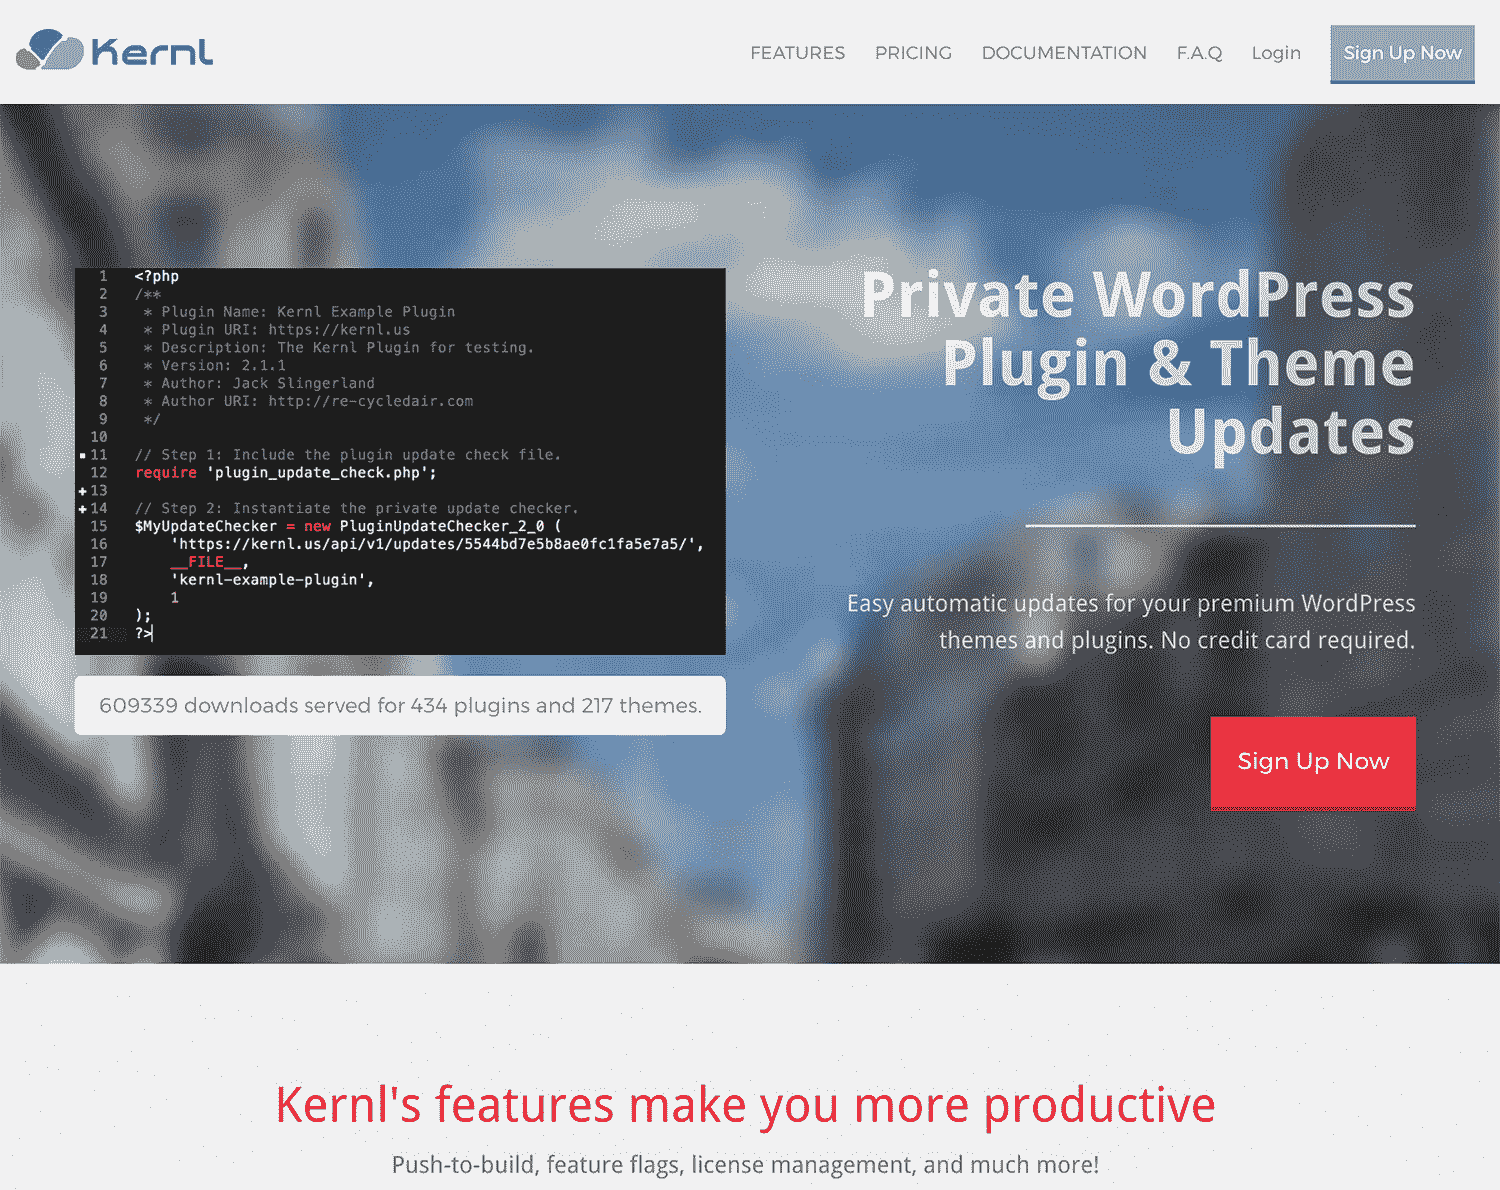 Kernl
FEATURES PRICING DOCUMENTATION F.A.Q Login Sign Up Now
1 <?php
2 /**
3  * Plugin Name: Kernl Example Plugin
4  * Plugin URI: https://kernl.us
5  * Description: The Kernl Plugin for testing.
6  * Version: 2.1.1
7  * Author: Jack Slingerland
8  * Author URI: http://re-cycledair.com
9  */
10
11 // Step 1: Include the plugin update check file.
12 require 'plugin_update_check.php';
13
14 // Step 2: Instantiate the private update checker.
15 $MyUpdateChecker = new PluginUpdateChecker_2_0 (
16     'https://kernl.us/api/v1/updates/5544bd7e5b8ae0fc1fa5e7a5/',
17     __FILE__,
18     'kernl-example-plugin',
19     1
20 );
21 ?>
609339 downloads served for 434 plugins and 217 themes.
Private WordPress
Plugin & Theme
Updates
Easy automatic updates for your premium WordPress
themes and plugins. No credit card required.
Sign Up Now
Kernl's features make you more productive
Push-to-build, feature flags, license management, and much more!